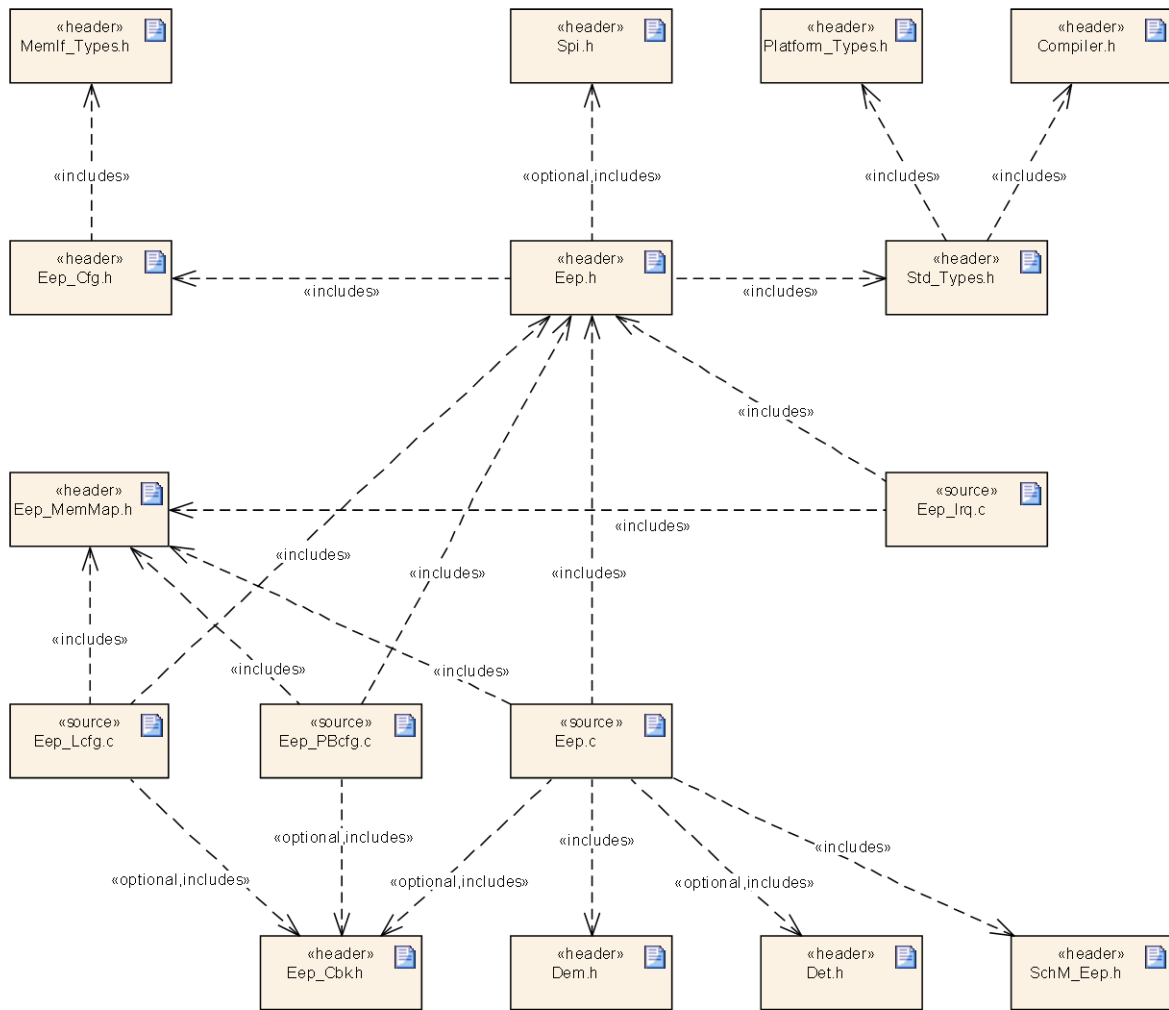 «header»
MemIf_Types.h
«header»
Spi.h
«header»
Platform_Types.h
«header»
Compiler.h
«includes»
«optional,includes»
«includes»
«includes»
«header»
Eep_Cfg.h
«header»
Eep.h
«header»
Std_Types.h
«includes»
«includes»
«includes»
«header»
Eep_MemMap.h
«source»
Eep_Irq.c
«includes»
«includes»
«includes»
«includes»
«includes»
«includes»
«includes»
«source»
Eep_Lcfg.c
«source»
Eep_PBcfg.c
«source»
Eep.c
«optional,includes»
«includes»
«includes»
«optional,includes»
«optional,includes»
«optional,includes»
«header»
Eep_Cbk.h
«header»
Dem.h
«header»
Det.h
«header»
SchM_Eep.h